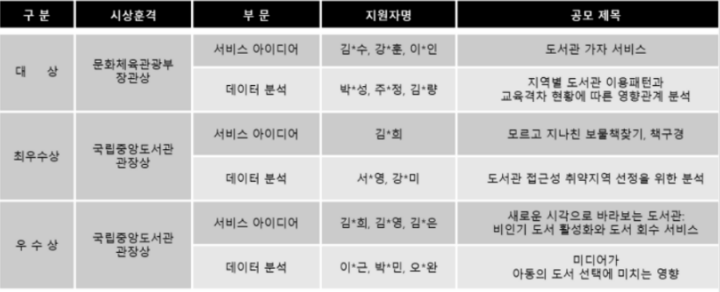 구 분 시상훈격 부 문 지원자명 공모 제목
대 상 문화체육관광부 장관상 서비스 아이디어 김*수, 강*훈, 이*인 도서관 가자 서비스
데이터 분석 박*성, 주*정, 김*량 지역별 도서관 이용패턴과
교육격차 현황에 따른 영향관계 분석
최우수상 국립중앙도서관 관장상 서비스 아이디어 김*희 모르고 지나친 보물책찾기, 책구경
데이터 분석 서*영, 강*미 도서관 접근성 취약지역 선정을 위한 분석
우 수 상 국립중앙도서관 관장상 서비스 아이디어 김*희, 김*영, 김*은 새로운 시각으로 바라보는 도서관:
비인기 도서 활성화와 도서 회수 서비스
데이터 분석 이*근, 박*민, 오*완 미디어가
아동의 도서 선택에 미치는 영향